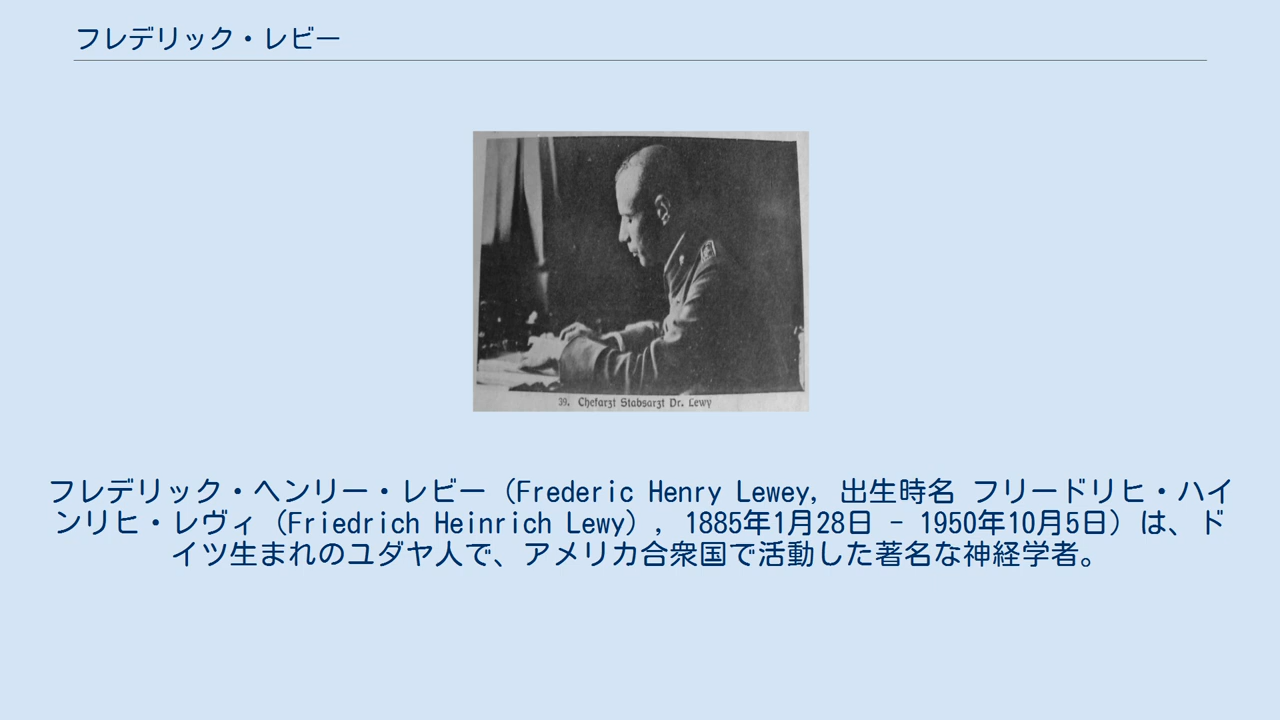 フレデリック・レビー
39. Chefarzt Stabsarzt Dr. Lewy
フレデリック・ヘンリー・レビー（Frederic Henry Lewey, 出生時名 フリードリヒ・ハイ
ンリヒ・レヴィ（Friedrich Heinrich Lewy）, 1885年1月28日 - 1950年10月5日）は、ド
イツ生まれのユダヤ人で、アメリカ合衆国で活動した著名な神経学者。